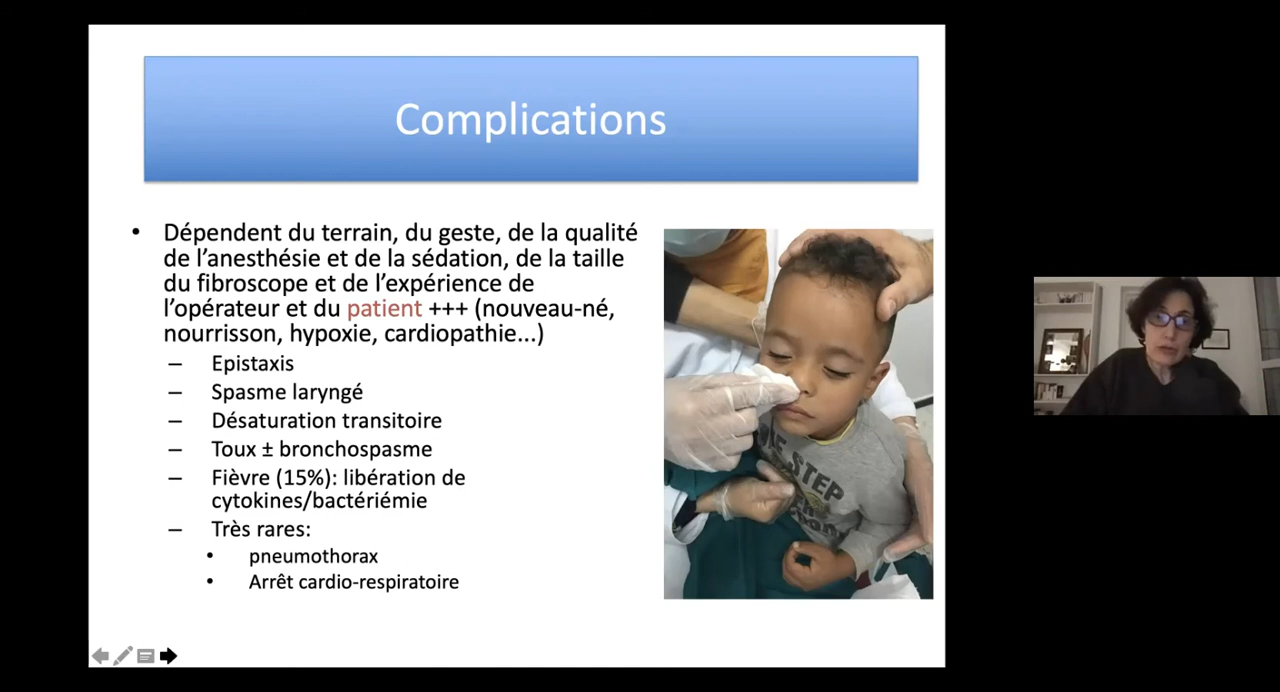 Complications
• Dépendent du terrain, du geste, de la qualité
de l’anesthésie et de la sédation, de la taille
du fibroscope et de l’expérience de
l’opérateur et du patient +++ (nouveau-né,
nourrisson, hypoxie, cardiopathie...)
– Epistaxis
– Spasme laryngé
– Désaturation transitoire
– Toux ± bronchospasme
– Fièvre (15%): libération de
cytokines/bactériémie
– Très rares:
• pneumothorax
• Arrêt cardio-respiratoire
STEP